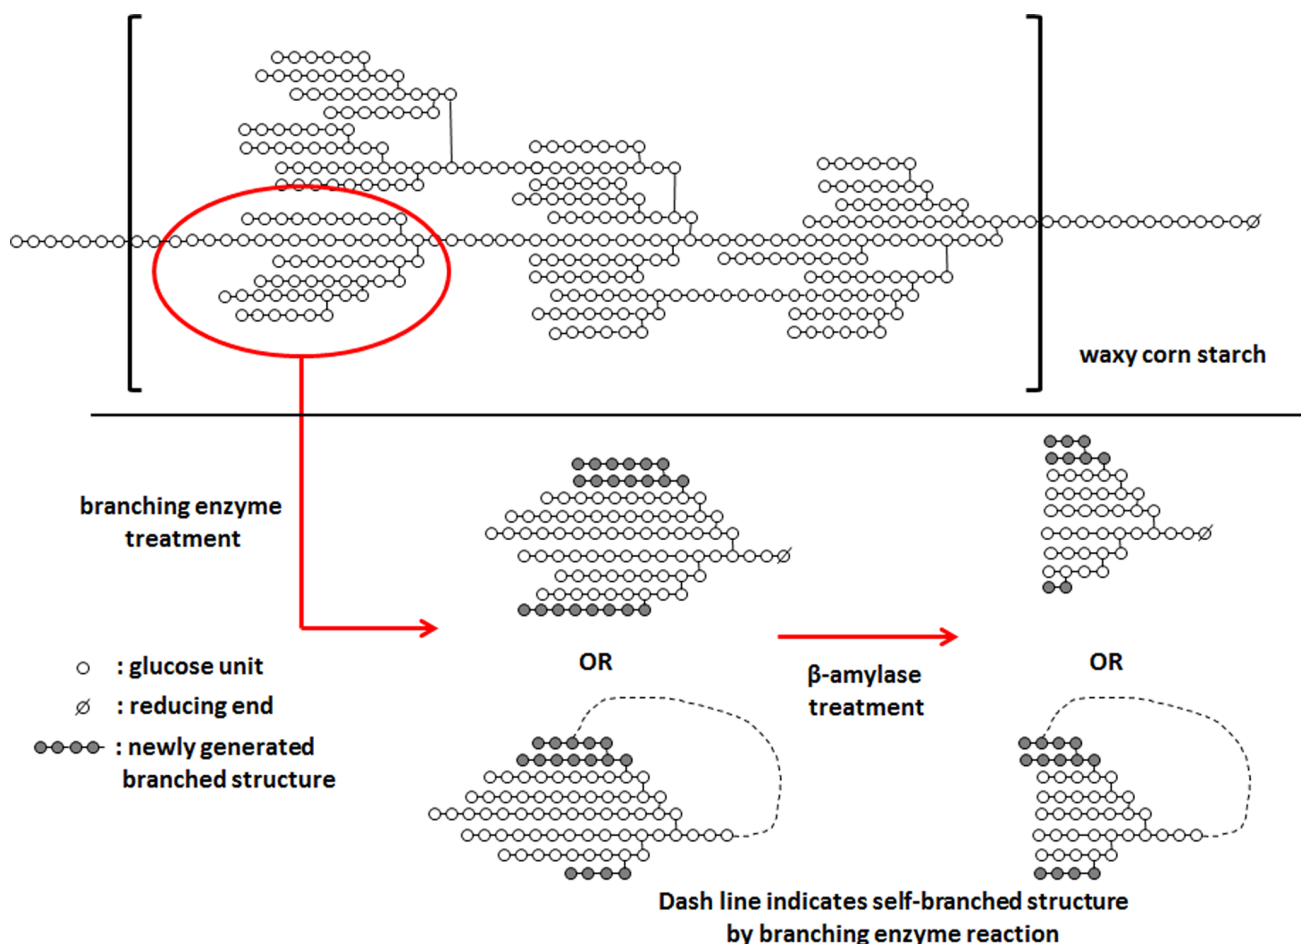 waxy corn starch
branching enzyme
treatment
: glucose unit
: reducing end
: newly generated
branched structure
OR
β-amylase
treatment
OR
Dash line indicates self-branched structure
by branching enzyme reaction